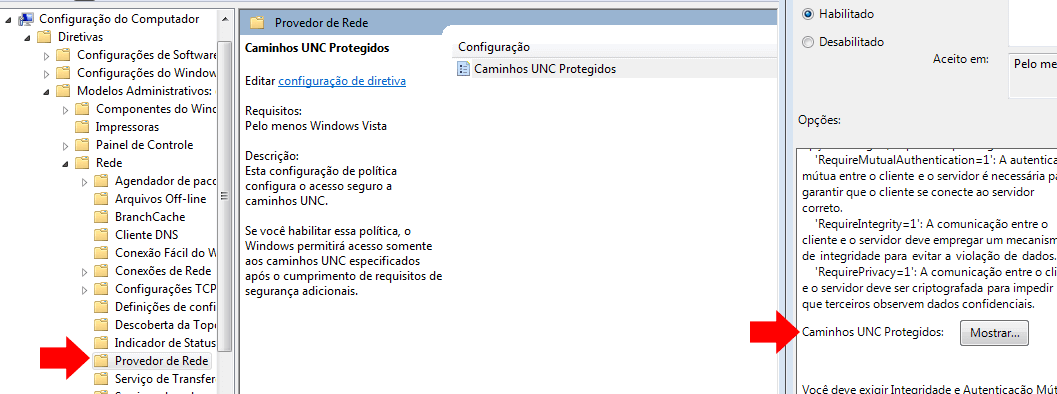 Configuração do Computador
Diretivas
Configurações de Software
Configurações do Window
Modelos Administrativos:
Componentes do Winc
Impressoras
Painel de Controle
Rede
Agendador de pacc
Arquivos Off-line
BranchCache
Cliente DNS
Conexão Fácil do W
Conexões de Rede
Configurações TCP
Definições de confi
Descoberta da Topo
Indicador de Status
Provedor de Rede
Serviço de Transfer
Provedor de Rede
Caminhos UNC Protegidos
Editar configuração de diretiva
Requisitos:
Pelo menos Windows Vista
Descrição:
Esta configuração de política
configura o acesso seguro a
caminhos UNC.
Se você habilitar essa política, o
Windows permitirá acesso somente
aos caminhos UNC especificados
após o cumprimento de requisitos de
segurança adicionais.
Configuração
Caminhos UNC Protegidos
Habilitado
Desabilitado
Aceito em:
Pelo me
Opções:
'RequireMutualAuthentication=1': A autentica
mútua entre o cliente e o servidor é necessária pa
garantir que o cliente se conecte ao servidor
correto.
'RequireIntegrity=1': A comunicação entre o
cliente e o servidor deve empregar um mecanism
de integridade para evitar a violação de dados.
'RequirePrivacy=1': A comunicação entre o cli
e o servidor deve ser criptografada para impedir
que terceiros observem dados confidenciais.
Caminhos UNC Protegidos:
Mostrar...
Você deve exigir Integridade e Autenticação Mút